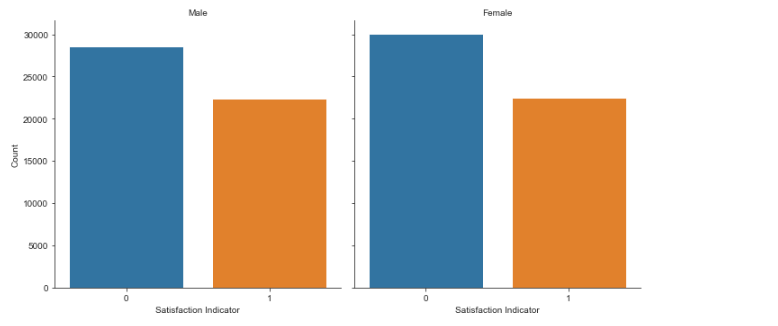 Male
Female
30000
25000
20000
15000
10000
5000
0
Count
0
1
0
1
Satisfaction Indicator
Satisfaction Indicator